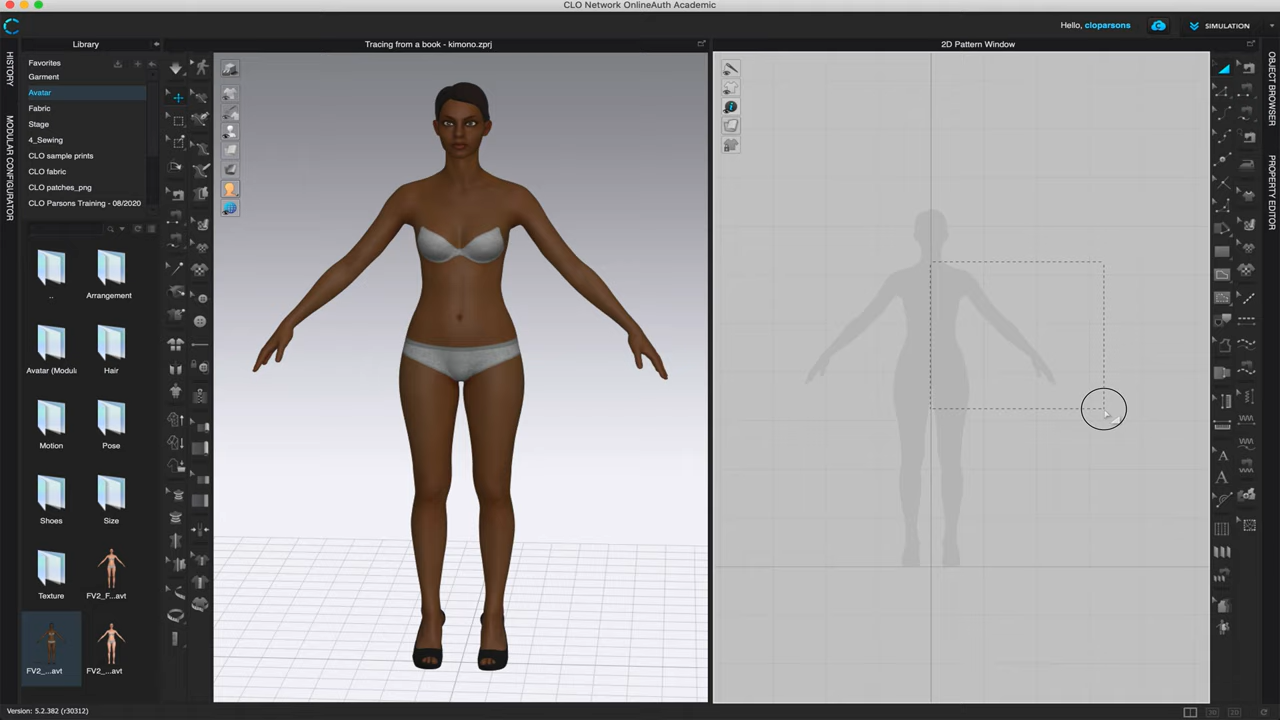 CLO Network OnlineAuth Academic
Hello, cloparsons
SIMULATION
HISTORY
MODULAR CONFIGURATOR
Library
Tracing from a book - kimono.zprj
2D Pattern Window
OBJECT BROWSER
PROPERTY EDITOR
Favorites
Garment
Avatar
Fabric
Stage
4_Sewing
CLO sample prints
CLO fabric
CLO patches_png
CLO Parsons Training - 08/2020
..
Arrangement
Avatar (Modula
Hair
Motion
Pose
Shoes
Size
Texture
FV2_F...avt
FV2_...avt
FV2_...avt
A
A
3D
2D
Version: 5.2.382 (r30312)